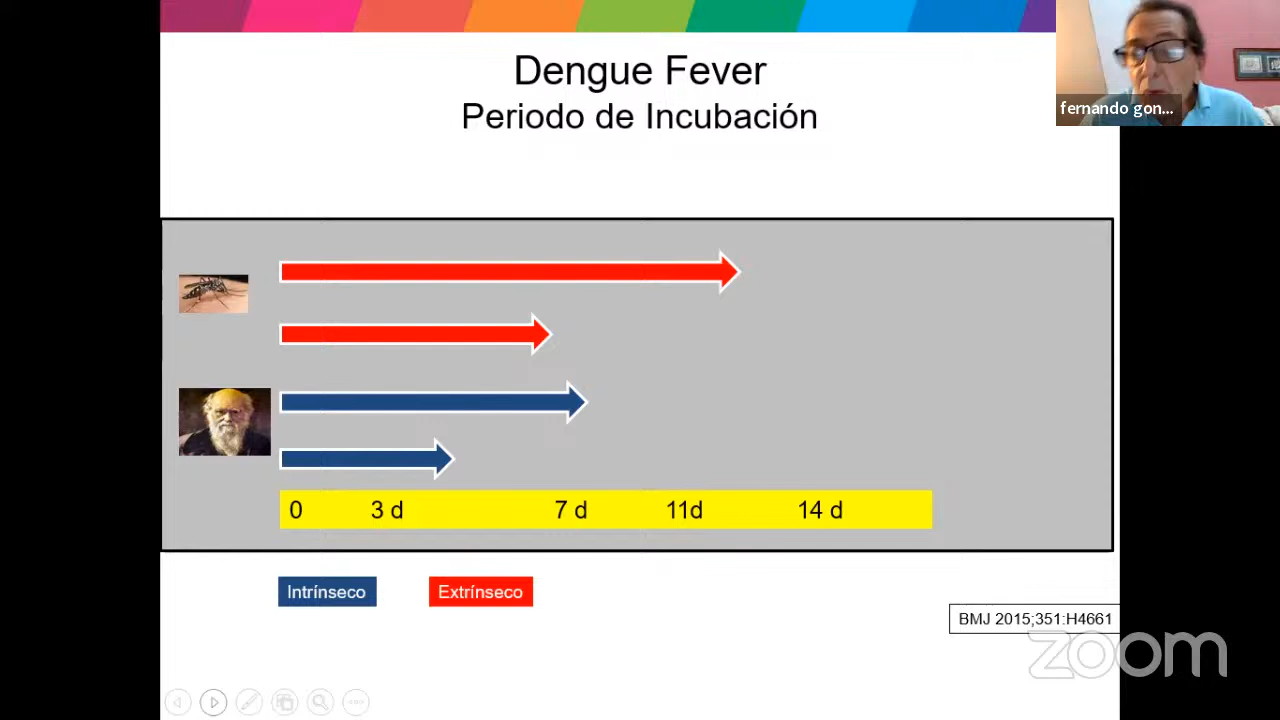 Dengue Fever
Periodo de Incubación
fernando gon...
0 3 d 7 d 11d 14 d
Intrínseco Extrínseco
BMJ 2015;351:H4661
zoom